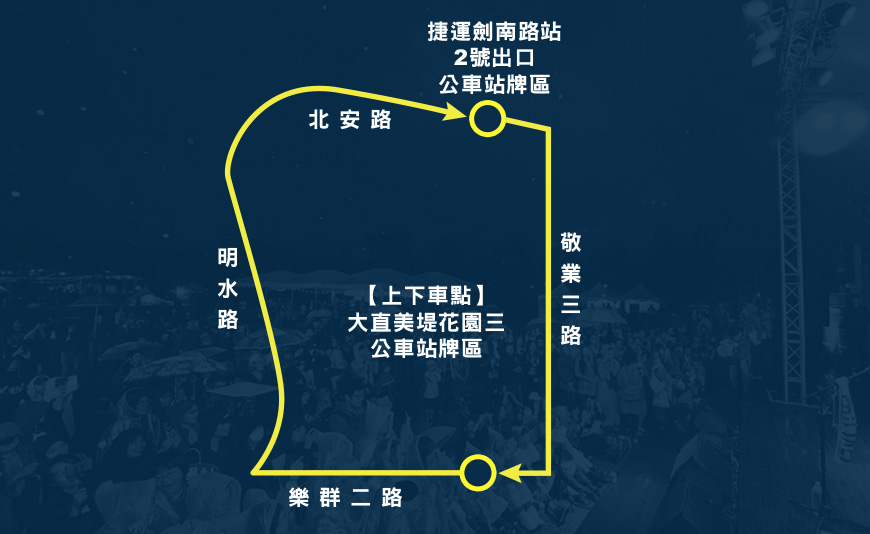 捷運劍南路站
2號出口
公車站牌區
北安路
明水路
敬業三路
【上下車點】
大直美堤花園三
公車站牌區
樂群二路